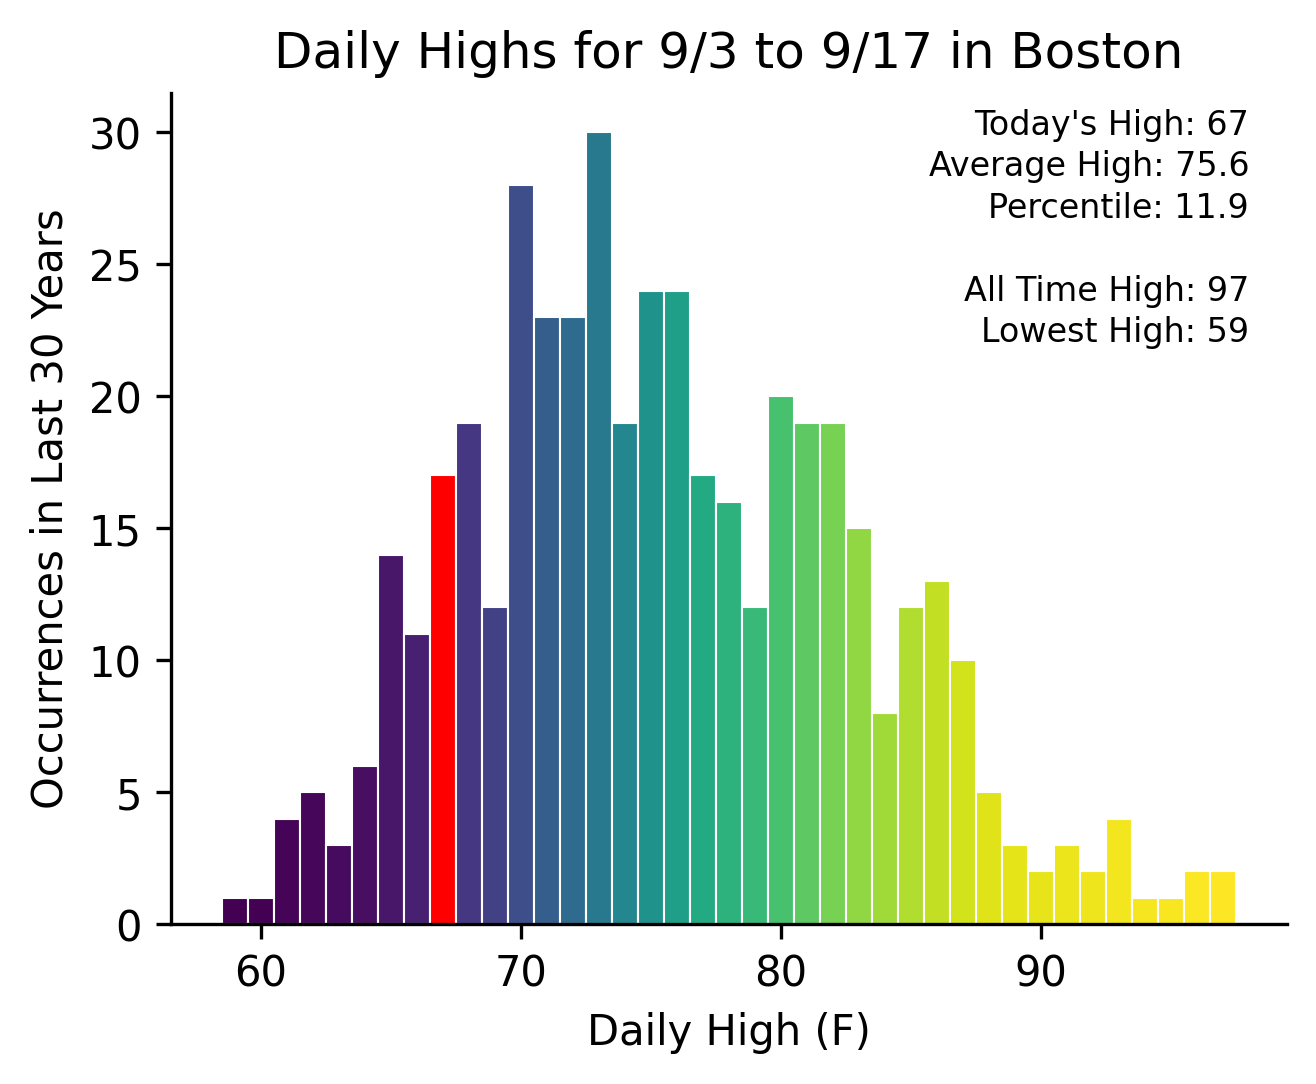 Daily Highs for 9/3 to 9/17 in Boston
Today's High: 67
Average High: 75.6
Percentile: 11.9
All Time High: 97
Lowest High: 59
Occurrences in Last 30 Years
30
25
20
15
10
5
0
60 70 80 90
Daily High (F)